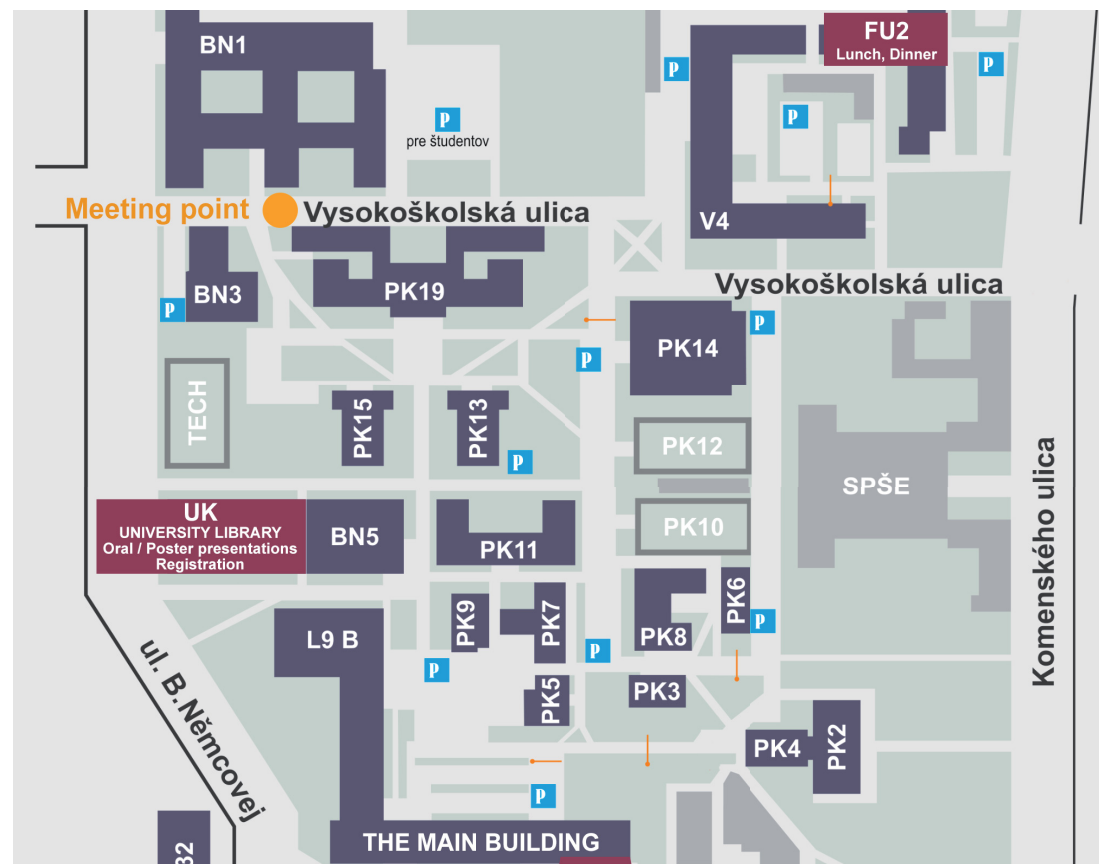 BN1
FU2
Lunch, Dinner
P
P
P
P
pre študentov
Meeting point
Vysokoškolská ulica
V4
BN3
PK19
Vysokoškolská ulica
P
P
PK14
P
TECH
PK15
PK13
PK12
P
SPŠE
UK
UNIVERSITY LIBRARY
Oral / Poster presentations
Registration
BN5
PK11
PK10
Komenského ulica
PK9
PK7
PK8
PK6
P
L9 B
P
P
PK5
PK3
ul. B.Němcovej
PK4
PK2
P
THE MAIN BUILDING